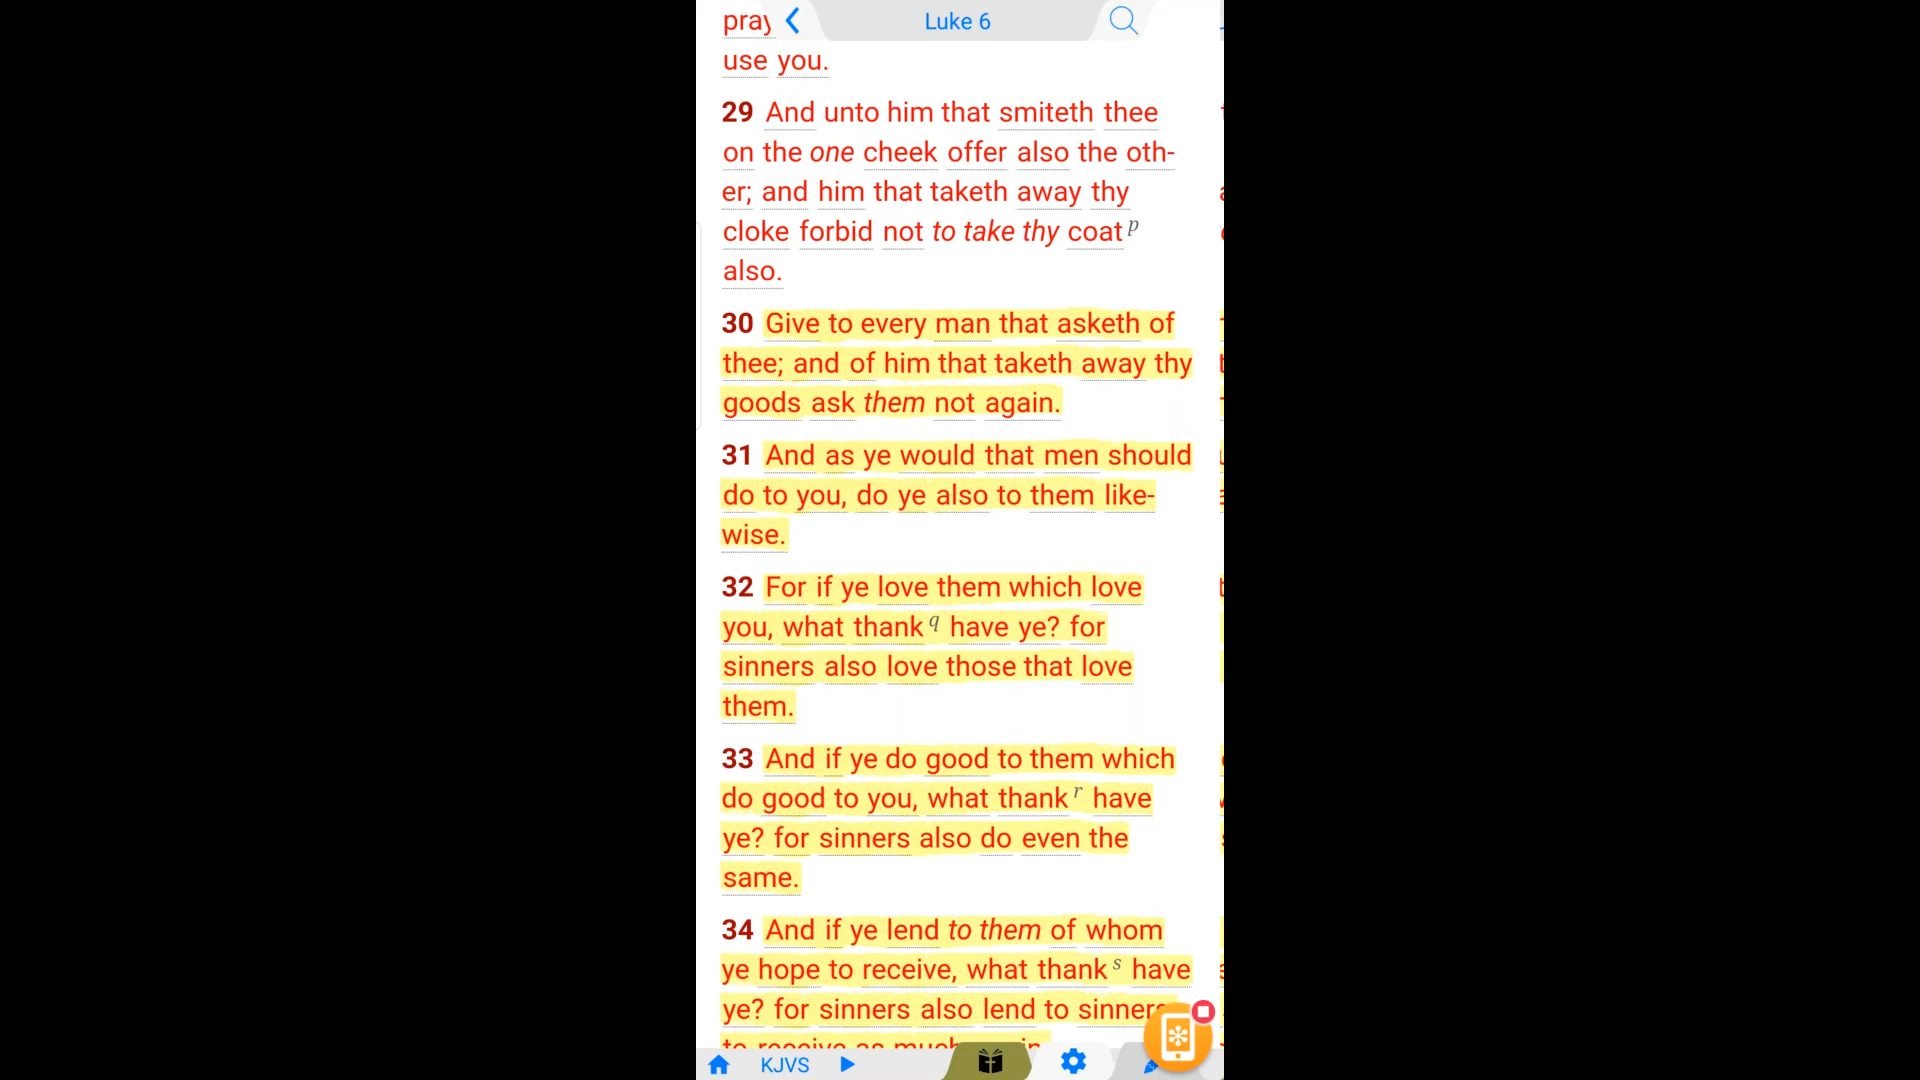 Luke 6
pray
use you.
29 And unto him that smiteth thee
on the one cheek offer also the oth-
er; and him that taketh away thy
cloke forbid not to take thy coat p
also.
30 Give to every man that asketh of
thee; and of him that taketh away thy
goods ask them not again.
31 And as ye would that men should
do to you, do ye also to them like-
wise.
32 For if ye love them which love
you, what thank q have ye? for
sinners also love those that love
them.
33 And if ye do good to them which
do good to you, what thank r have
ye? for sinners also do even the
same.
34 And if ye lend to them of whom
ye hope to receive, what thank s have
ye? for sinners also lend to sinners
to receive as much
KJVS